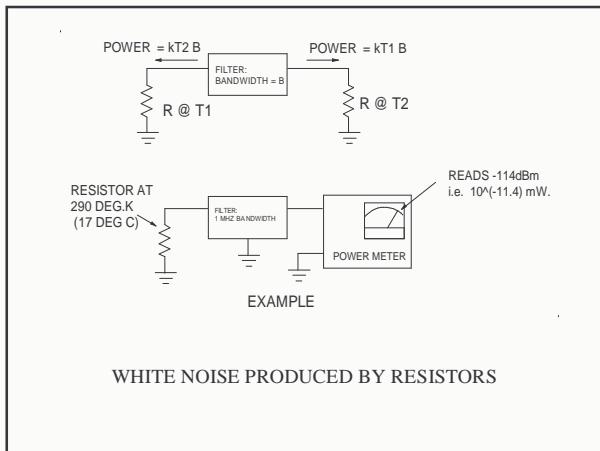 POWER = kT2 B
POWER = kT1 B
FILTER:
BANDWIDTH = B
R @ T1
R @ T2
RESISTOR AT
290 DEG.K
(17 DEG C)
FILTER:
1 MHZ BANDWIDTH
READS -114dBm
i.e. 10^(-11.4) mW.
POWER METER
EXAMPLE
WHITE NOISE PRODUCED BY RESISTORS